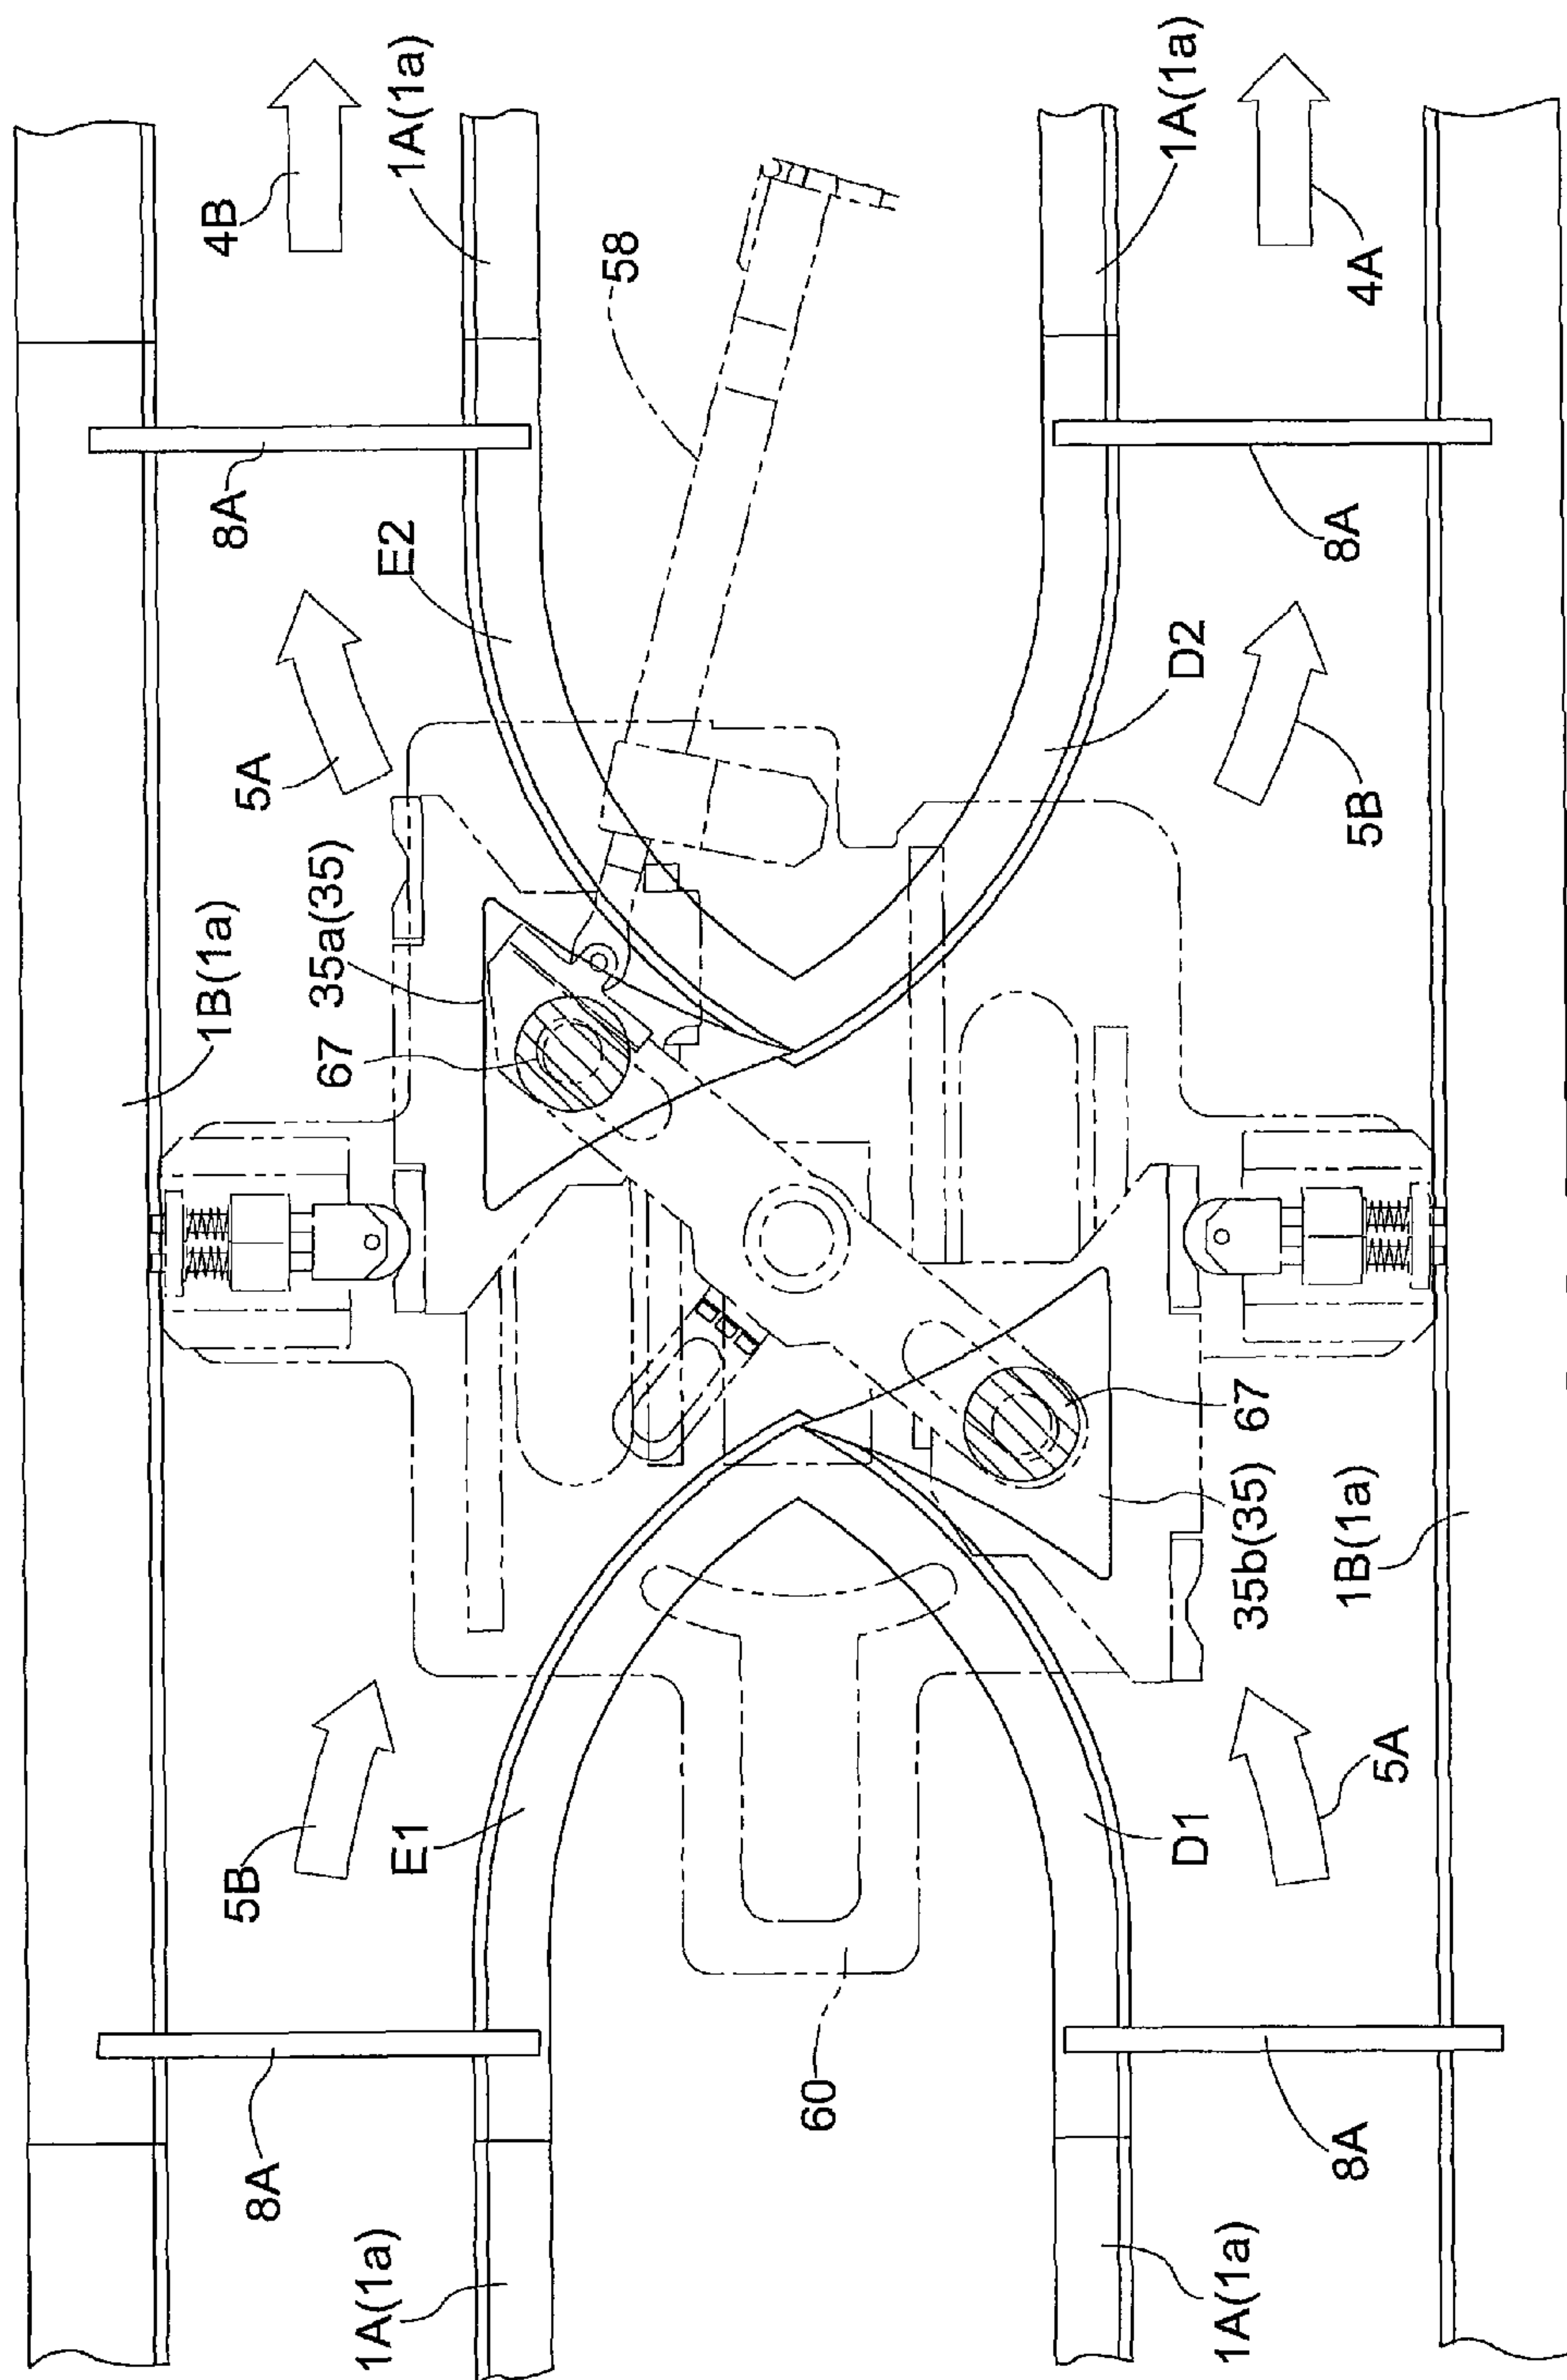 4B
1B(1a)
8A
5B
8A
5A
67
35a(35)
1A(1a)
E1
E2
1A(1a)
58
60
1A(1a)
D1
D2
1A(1a)
35b(35)
67
8A
1B(1a)
8A
4A
5A
5B